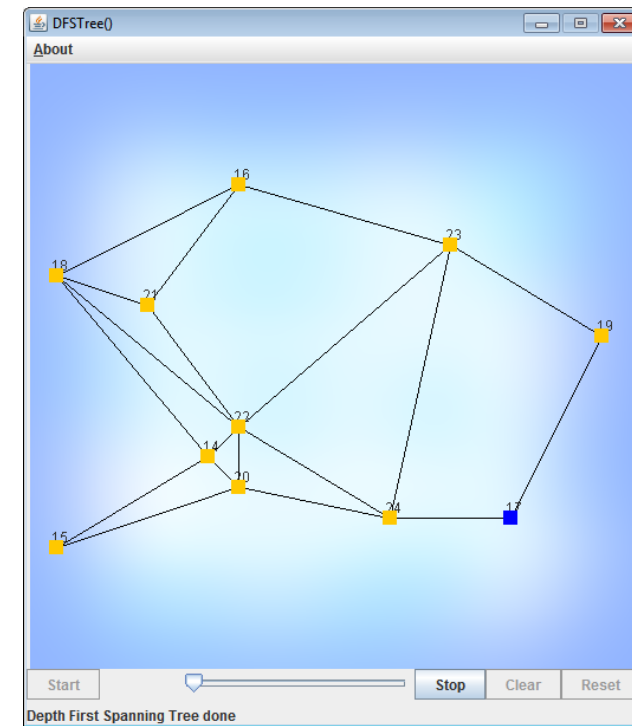 DFSTree()
About
16
23
18
21
19
22
14
20
24
17
15
Start Stop Clear Reset
Depth First Spanning Tree done